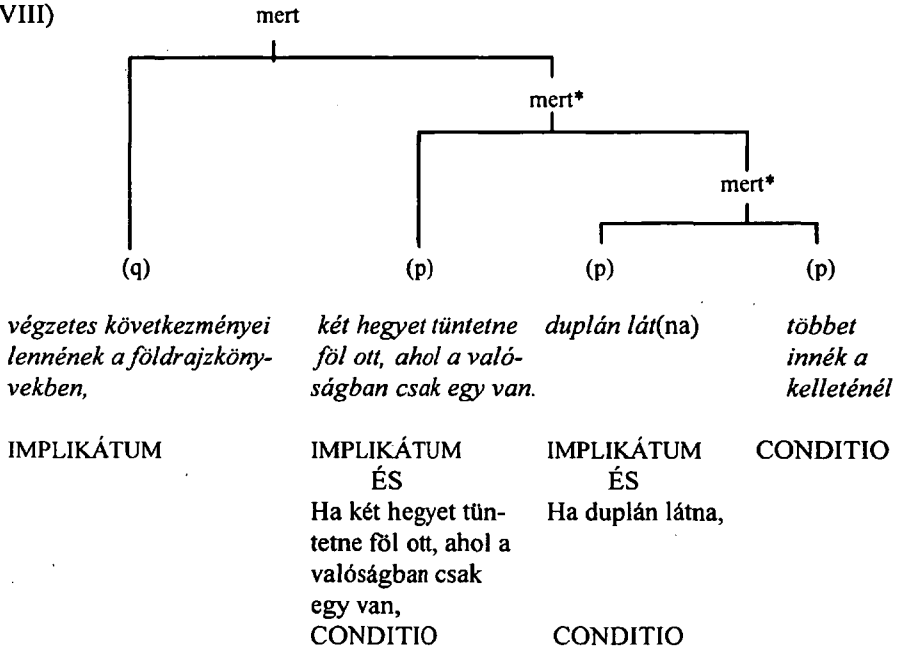 VIII) mert
mert*
mert*
(q) (p) (p) (p)
végzetes következményei két hegyet tüntetne duplán lát(na) többet
lennének a földrajzköny- föl ott, ahol a való- innék a
vekben, ságban csak egy van. kelleténél
IMPLIKÁTUM IMPLIKÁTUM IMPLIKÁTUM CONDITIO
ÉS ÉS
Ha két hegyet tün- Ha duplán látna,
tetne föl ott, ahol a
valóságban csak
egy van,
CONDITIO CONDITIO